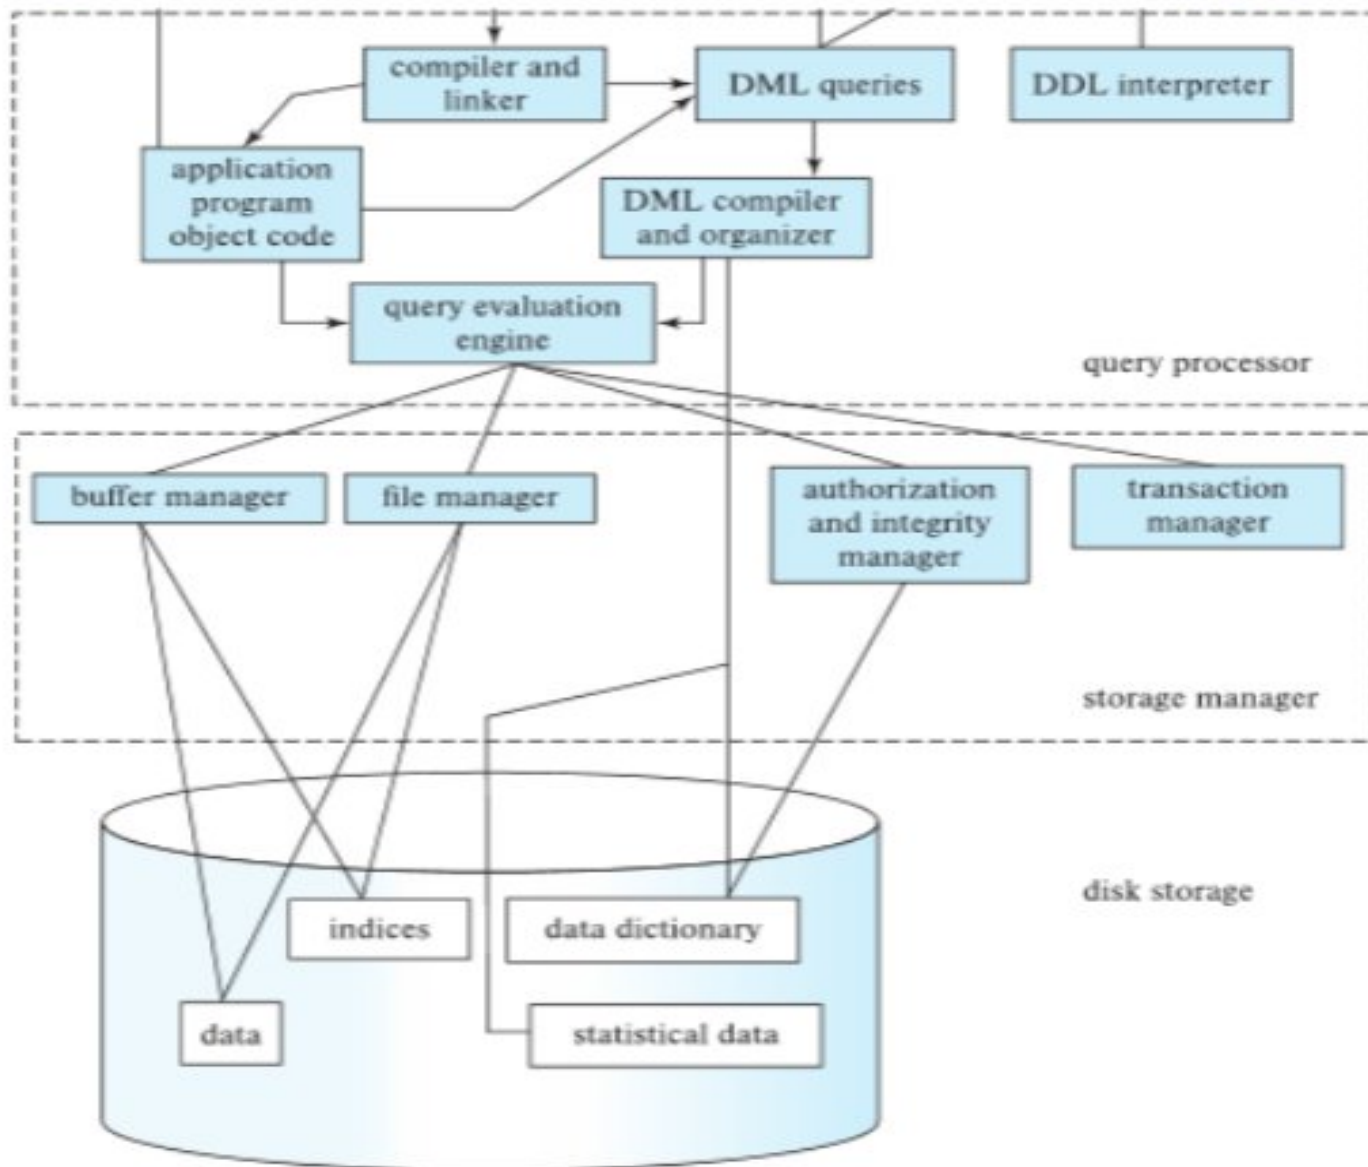 compiler and
linker
DML queries
DDL interpreter
application
program
object code
DML compiler
and organizer
query evaluation
engine
query processor
buffer manager
file manager
authorization
and integrity
manager
transaction
manager
storage manager
indices
data dictionary
disk storage
data
statistical data